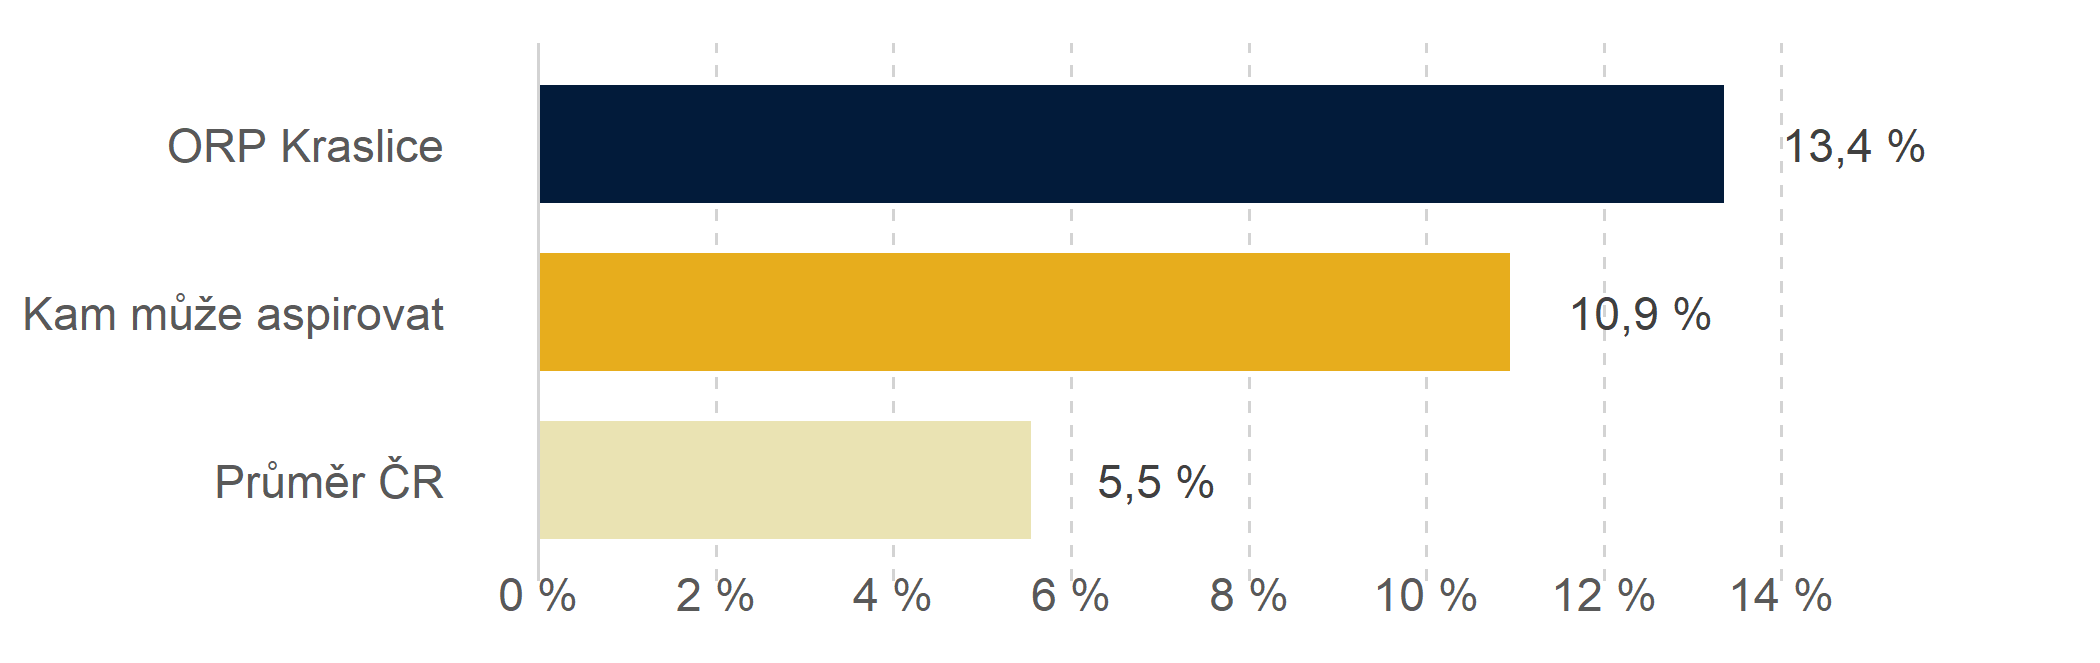 ORP Kraslice
13,4 %
Kam může aspirovat
10,9 %
Průměr ČR
5,5 %
0 % 2 % 4 % 6 % 8 % 10 % 12 % 14 %